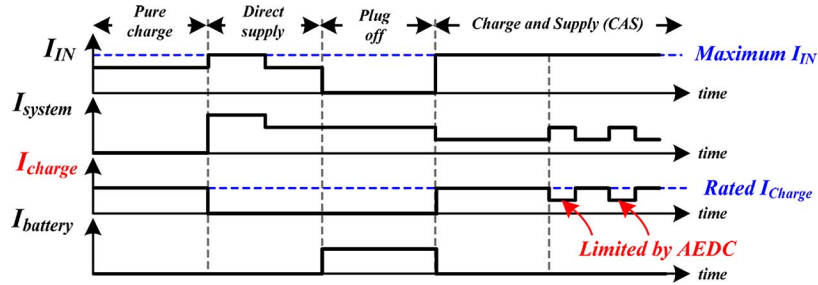 Pure charge
Direct supply
Plug off
Charge and Supply (CAS)
I_IN
Maximum I_IN
time
I_system
time
I_charge
Rated I_Charge
time
I_battery
Limited by AEDC
time